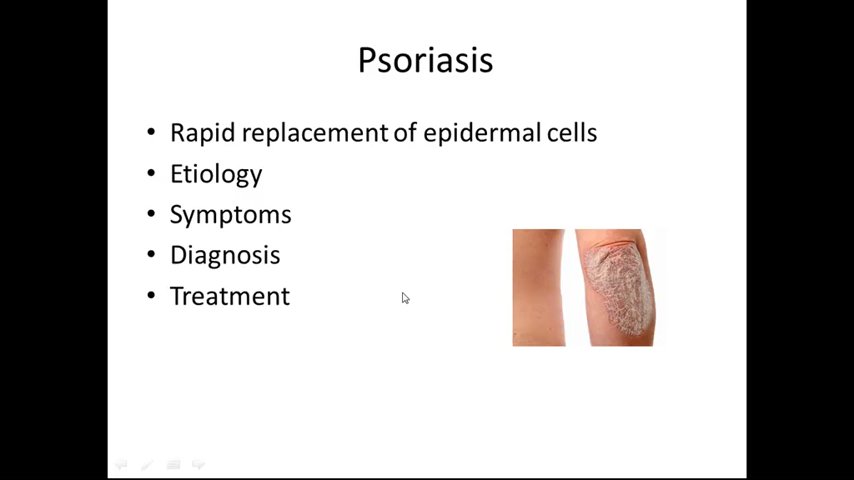 Psoriasis
• Rapid replacement of epidermal cells
• Etiology
• Symptoms
• Diagnosis
• Treatment